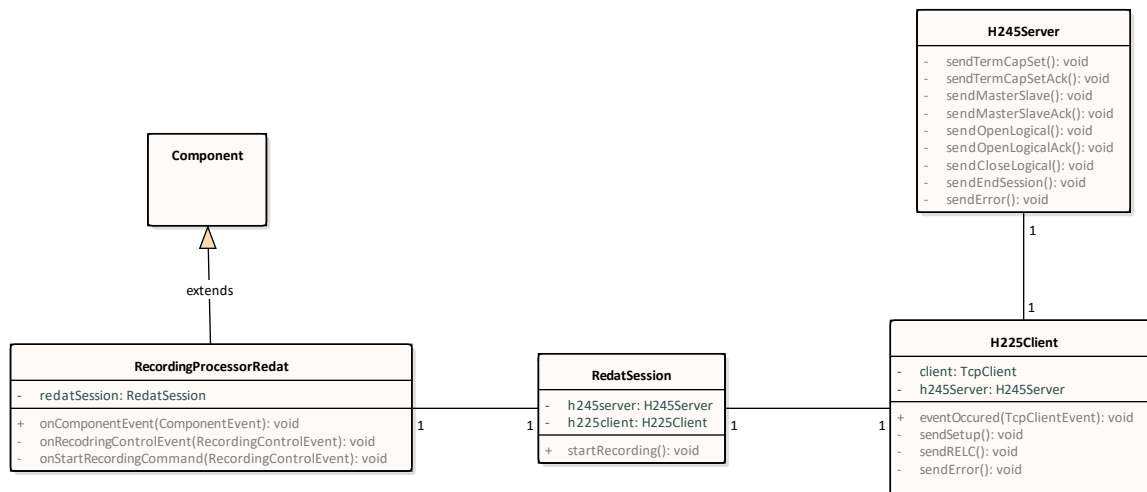 H245Server
- sendTermCapSet(): void
- sendTermCapSetAck(): void
- sendMasterSlave(): void
- sendMasterSlaveAck(): void
- sendOpenLogical(): void
- sendOpenLogicalAck(): void
- sendCloseLogical(): void
- sendEndSession(): void
- sendError(): void
Component
1
extends
1
RecordingProcessorRedat
- redatSession: RedatSession
+ onComponentEvent(ComponentEvent): void
- onRecodringControlEvent(RecordingControlEvent): void
- onStartRecordingCommand(RecordingControlEvent): void
1
1
RedatSession
- h245server: H245Server
- h225client: H225Client
+ startRecording(): void
1
1
H225Client
- client: TcpClient
- h245Server: H245Server
+ eventOccured(TcpClientEvent): void
- sendSetup(): void
- sendRELC(): void
- sendError(): void